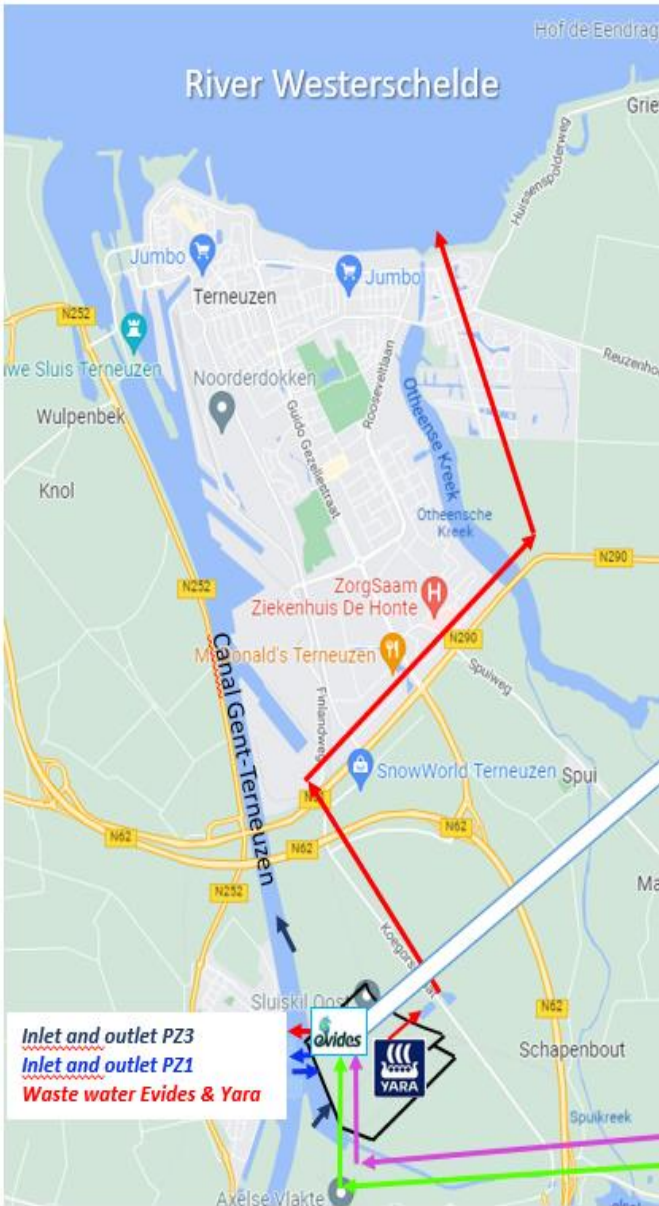 Hof de Eendrag
River Westerschelde
Grie
Huissenspolderweg
Jumbo
Jumbo
Terneuzen
N252
uwe Sluis Terneuzen
Noorderdokken
Rooseveltlaan
Reuzenho
Wulpenbek
Guido Gezellestraat
Otheense Kreek
Knol
Otheensche
Kreek
N290
ZorgSaam
Ziekenhuis De Honte
N252
N290
McDonald's Terneuzen
Canal Gent-Terneuzen
Spuiweg
Finlandweg
SnowWorld Terneuzen
Spui
N62
N62
N62
N252
Ma
Sluiskil Oost
N62
evides
Inlet and outlet PZ3
Inlet and outlet PZ1
Waste water Evides & Yara
YARA
Schapenbout
Spuikreek
Axelse Vlakte